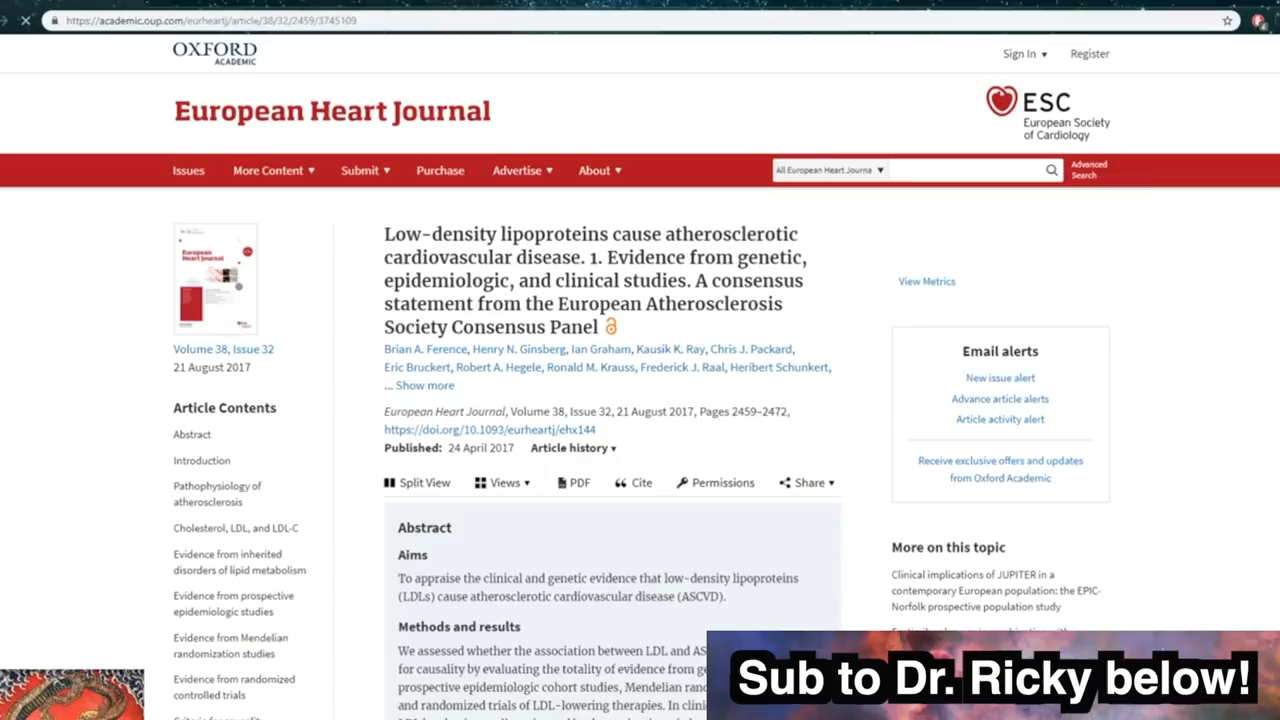 https://academic.oup.com/eurheartj/article/38/32/2459/3745109
OXFORD
ACADEMIC
Sign In
Register
European Heart Journal
ESC
European Society
of Cardiology
Issues
More Content
Submit
Purchase
Advertise
About
All European Heart Journa
Advanced
Search
Volume 38, Issue 32
21 August 2017
Article Contents
Abstract
Introduction
Pathophysiology of
atherosclerosis
Cholesterol, LDL, and LDL-C
Evidence from inherited
disorders of lipid metabolism
Evidence from prospective
epidemiologic studies
Evidence from Mendelian
randomization studies
Evidence from randomized
controlled trials
Low-density lipoproteins cause atherosclerotic
cardiovascular disease. 1. Evidence from genetic,
epidemiologic, and clinical studies. A consensus
statement from the European Atherosclerosis
Society Consensus Panel
Brian A. Ference, Henry N. Ginsberg, Ian Graham, Kausik K. Ray, Chris J. Packard,
Eric Bruckert, Robert A. Hegele, Ronald M. Krauss, Frederick J. Raal, Heribert Schunkert,
... Show more
European Heart Journal, Volume 38, Issue 32, 21 August 2017, Pages 2459–2472,
https://doi.org/10.1093/eurheartj/ehx144
Published: 24 April 2017 Article history
Split View
Views
PDF
Cite
Permissions
Share
Abstract
Aims
To appraise the clinical and genetic evidence that low-density lipoproteins
(LDLs) cause atherosclerotic cardiovascular disease (ASCVD).
Methods and results
We assessed whether the association between LDL and AS
for causality by evaluating the totality of evidence from ge
prospective epidemiologic cohort studies, Mendelian ran
and randomized trials of LDL-lowering therapies. In clini
View Metrics
Email alerts
New issue alert
Advance article alerts
Article activity alert
Receive exclusive offers and updates
from Oxford Academic
More on this topic
Clinical implications of JUPITER in a
contemporary European population: the EPIC-
Norfolk prospective population study
Sub to Dr. Ricky below!